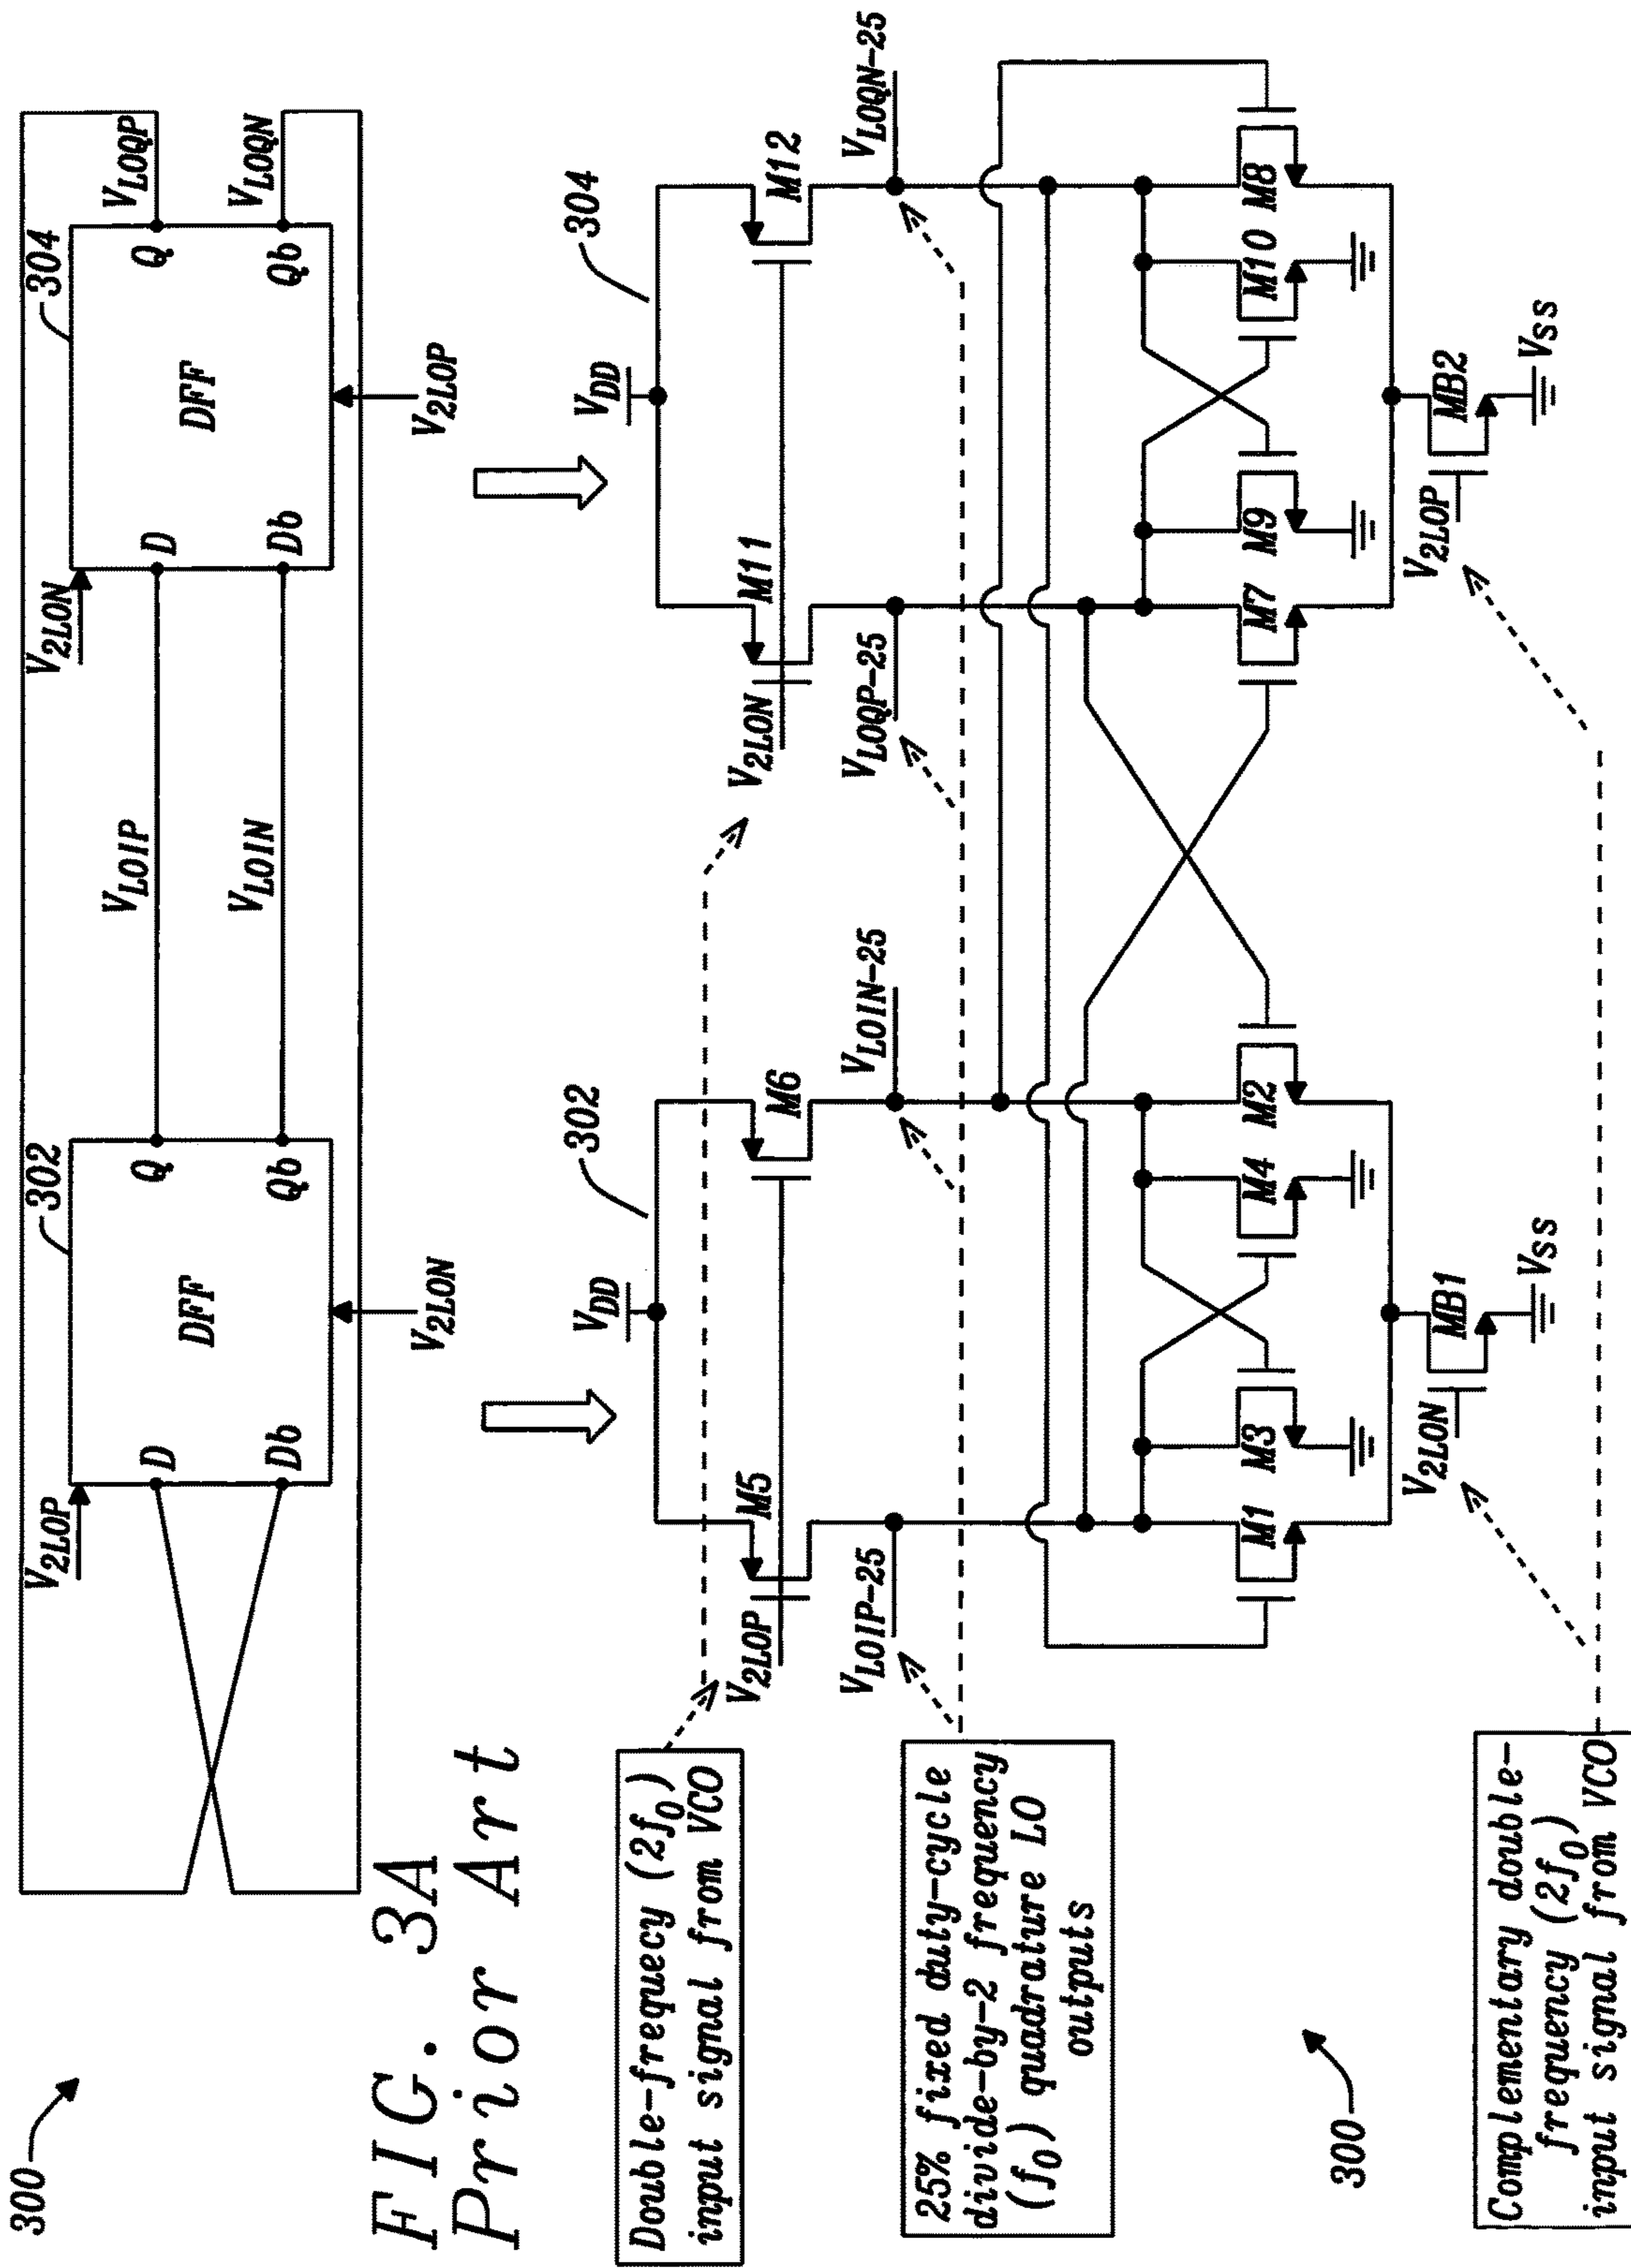 300
FIG. 3A
Prior Art
302
304
V2LOP
V2LON
D
Q
D
Q
VLOIP
VLOQP
DFF
DFF
Db
Qb
Db
Qb
VLOIN
VLOQN
V2LON
V2LOP
302
304
VDD
VDD
Double-frequecy (2f0)
input signal from VCO
V2LOP
M5
M6
V2LON
M11
M12
25% fixed duty-cycle
divide-by-2 frequency
(f0) quadrature LO
outputs
VLOIP-25
VLOIN-25
VLOQP-25
VLOQN-25
M1
M3
M4
M2
M7
M9
M10
M8
300
V2LON
MB1
VSS
V2LOP
MB2
VSS
Complementary double-
frequency (2f0)
input signal from VCO